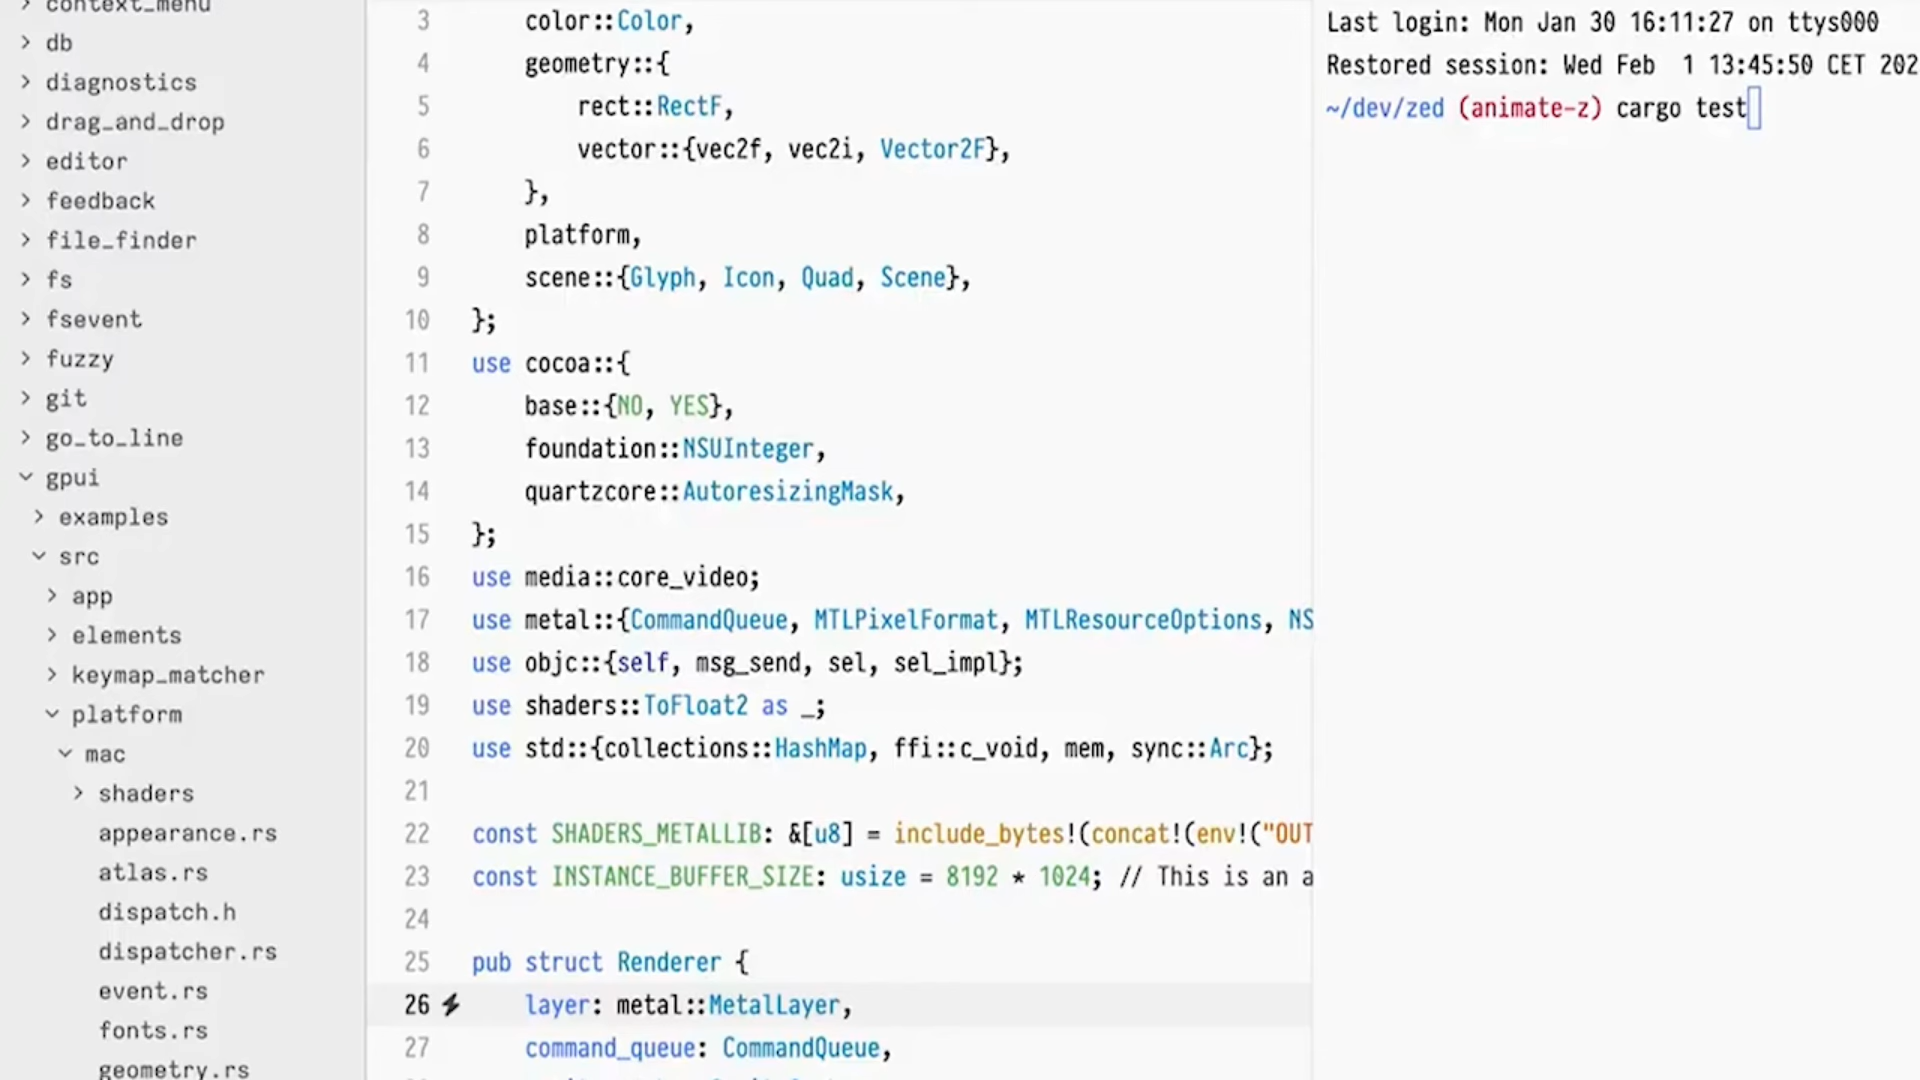 context_menu
db
diagnostics
drag_and_drop
editor
feedback
file_finder
fs
fsevent
fuzzy
git
go_to_line
gpui
examples
src
app
elements
keymap_matcher
platform
mac
shaders
appearance.rs
atlas.rs
dispatch.h
dispatcher.rs
event.rs
fonts.rs
geometry.rs
3 color::Color,
4 geometry::{
5 rect::RectF,
6 vector::{vec2f, vec2i, Vector2F},
7 },
8 platform,
9 scene::{Glyph, Icon, Quad, Scene},
10 };
11 use cocoa::{
12 base::{NO, YES},
13 foundation::NSUInteger,
14 quartzcore::AutoresizingMask,
15 };
16 use media::core_video;
17 use metal::{CommandQueue, MTLPixelFormat, MTLResourceOptions, NS
18 use objc::{self, msg_send, sel, sel_impl};
19 use shaders::ToFloat2 as _;
20 use std::{collections::HashMap, ffi::c_void, mem, sync::Arc};
21
22 const SHADERS_METALLIB: &[u8] = include_bytes!(concat!(env!("OUT
23 const INSTANCE_BUFFER_SIZE: usize = 8192 * 1024; // This is an a
24
25 pub struct Renderer {
26 layer: metal::MetalLayer,
27 command_queue: CommandQueue,
Last login: Mon Jan 30 16:11:27 on ttys000
Restored session: Wed Feb  1 13:45:50 CET 202
~/dev/zed (animate-z) cargo test